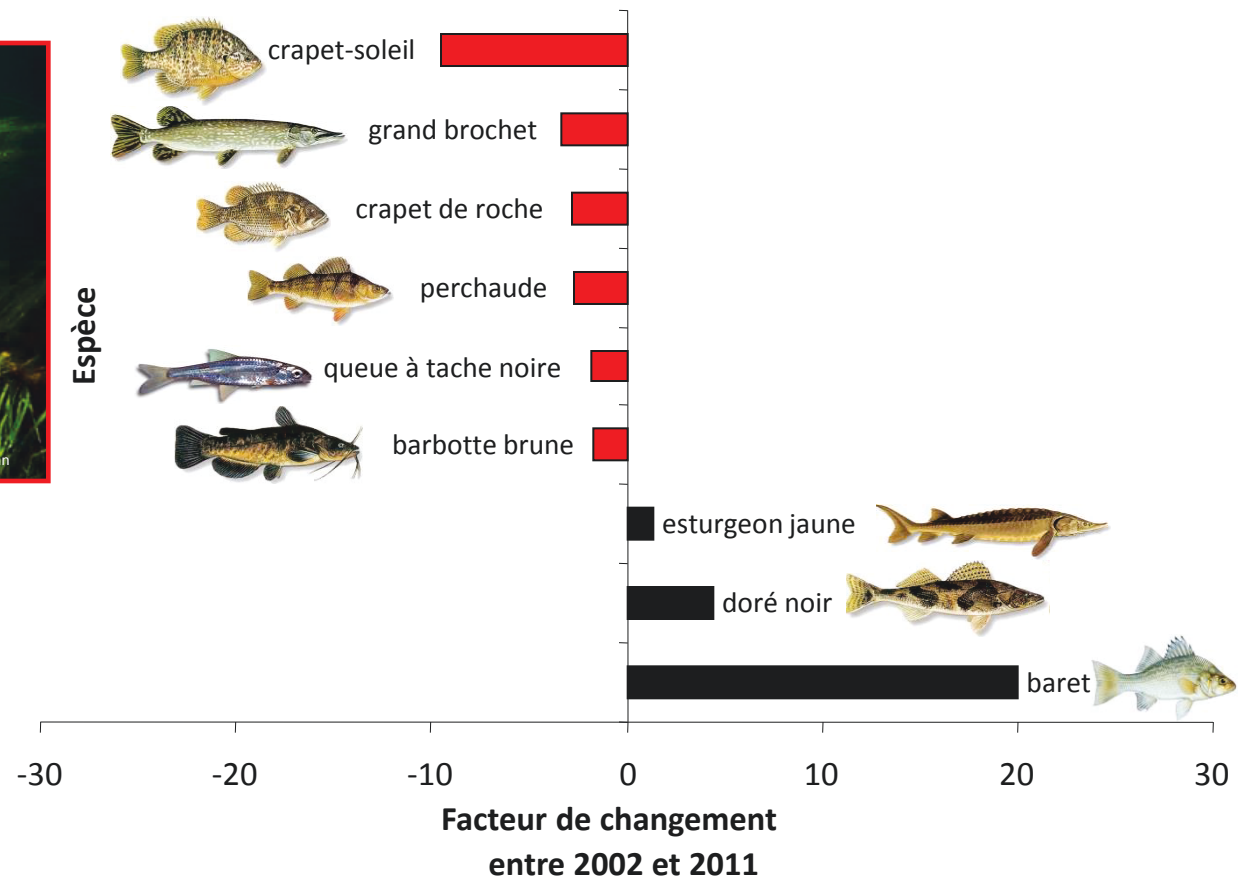 crapet-soleil
grand brochet
crapet de roche
perchaude
queue à tache noire
barbotte brune
esturgeon jaune
doré noir
baret
Espèce
-30 -20 -10 0 10 20 30
Facteur de changement
entre 2002 et 2011